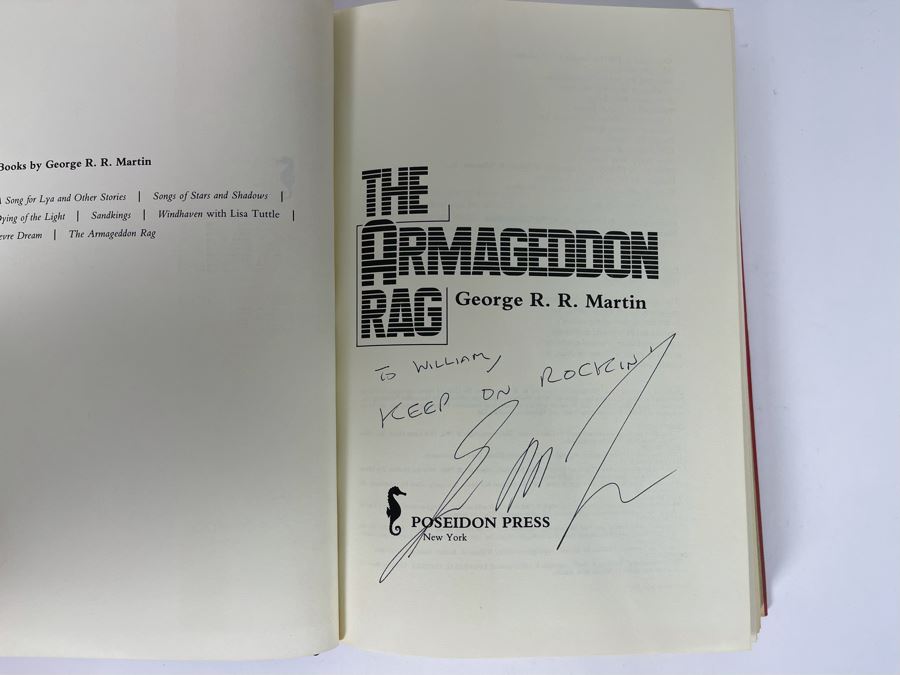 Books by George R. R. Martin
A Song for Lya and Other Stories | Songs of Stars and Shadows |
Dying of the Light | Sandkings | Windhaven with Lisa Tuttle |
evre Dream | The Armageddon Rag
THE
ARMAGEDDON
RAG
George R. R. Martin
TO WILLIAM,
KEEP ON ROCKIN'
POSEIDON PRESS
New York